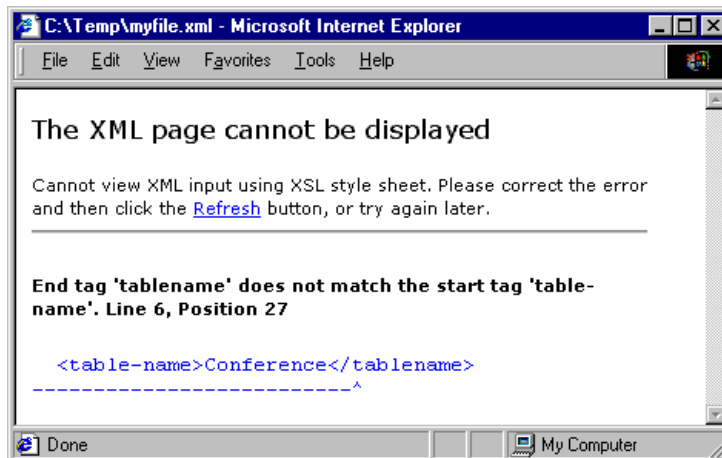 C:\Temp\myfile.xml - Microsoft Internet Explorer
File Edit View Favorites Tools Help
The XML page cannot be displayed
Cannot view XML input using XSL style sheet. Please correct the error
and then click the Refresh button, or try again later.
End tag 'tablename' does not match the start tag 'table-
name'. Line 6, Position 27
<table-name>Conference</tablename>
--------------------------^
Done My Computer